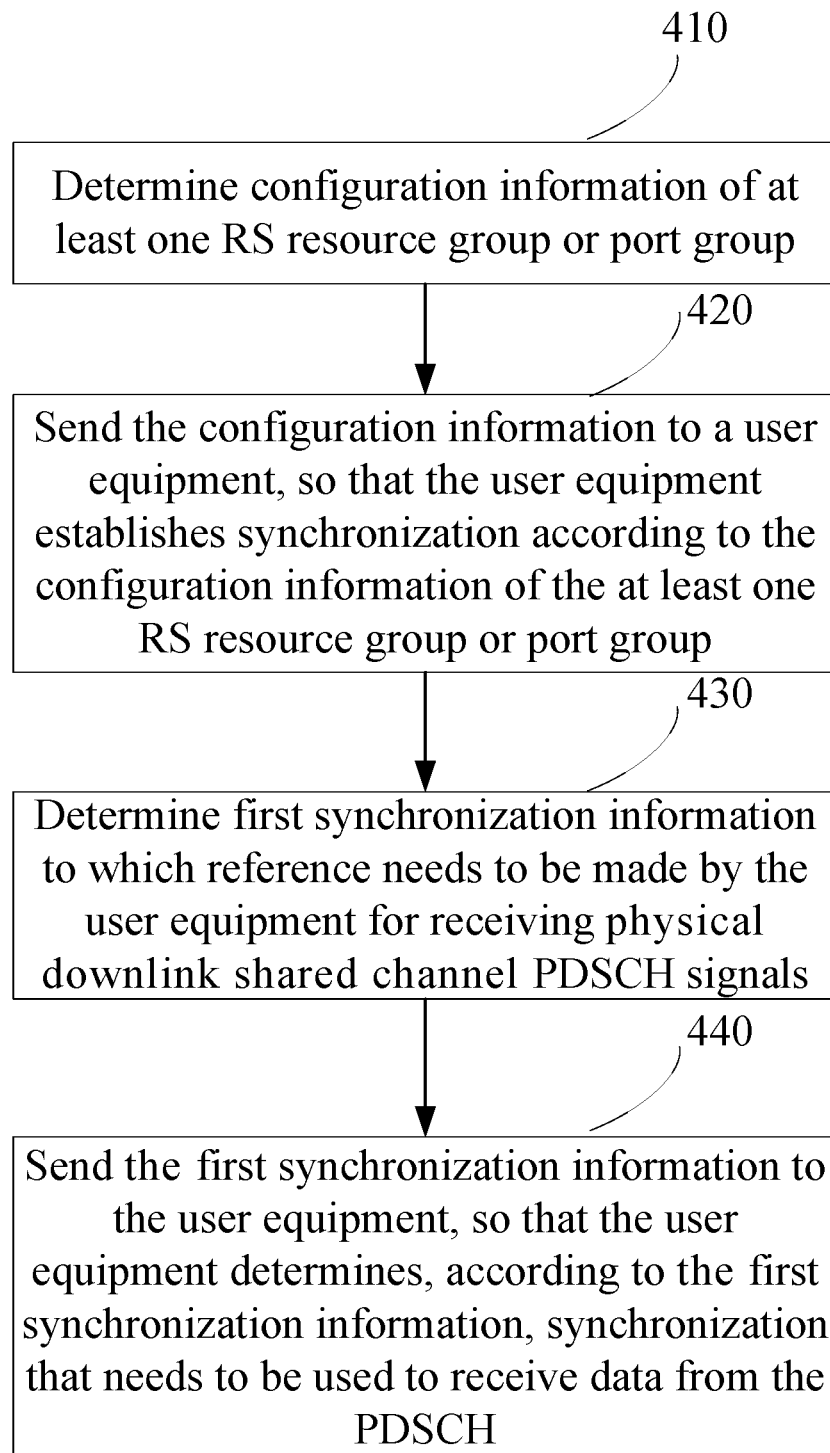 410
Determine configuration information of at
least one RS resource group or port group
420
Send the configuration information to a user
equipment, so that the user equipment
establishes synchronization according to the
configuration information of the at least one
RS resource group or port group
430
Determine first synchronization information
to which reference needs to be made by the
user equipment for receiving physical
downlink shared channel PDSCH signals
440
Send the first synchronization information to
the user equipment, so that the user
equipment determines, according to the first
synchronization information, synchronization
that needs to be used to receive data from the
PDSCH